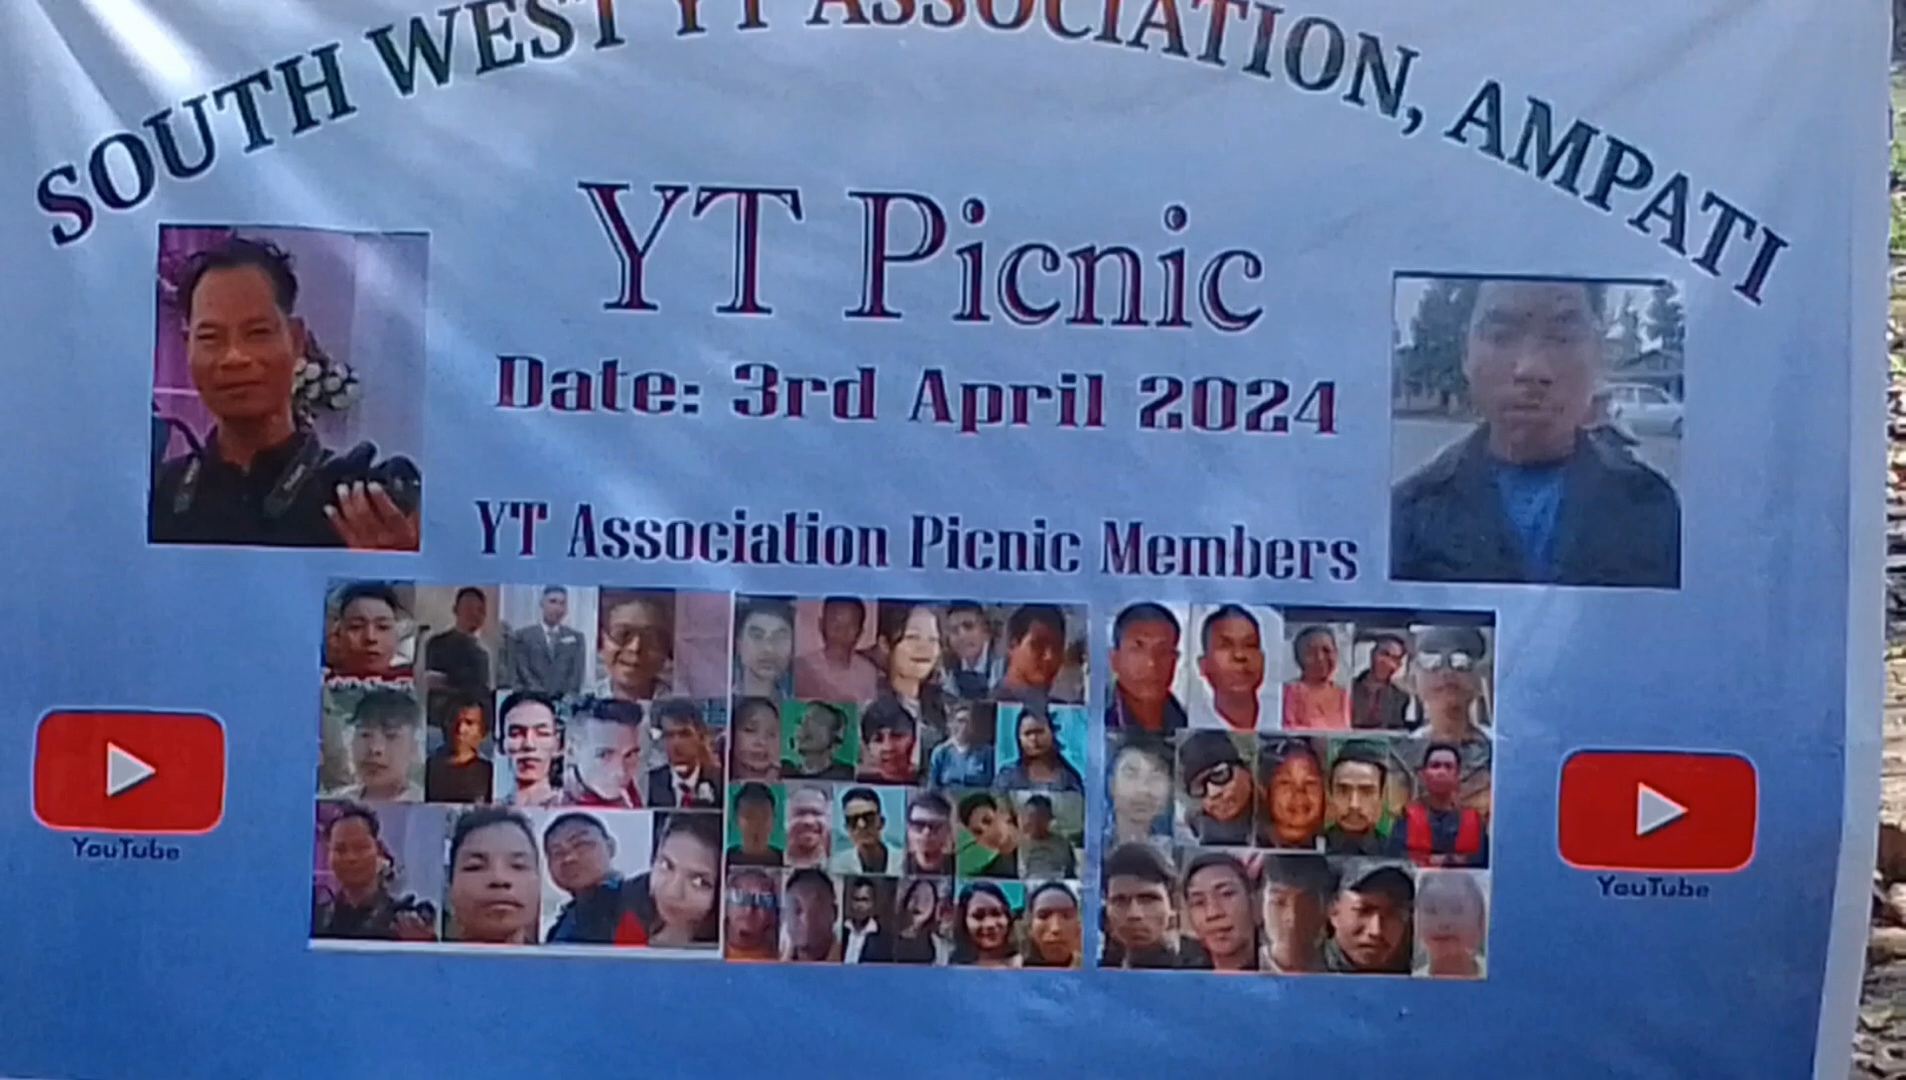 SOUTH WEST YT ASSOCIATION, AMPATI
YT Picnic
Date: 3rd April 2024
YT Association Picnic Members
YouTube
YouTube